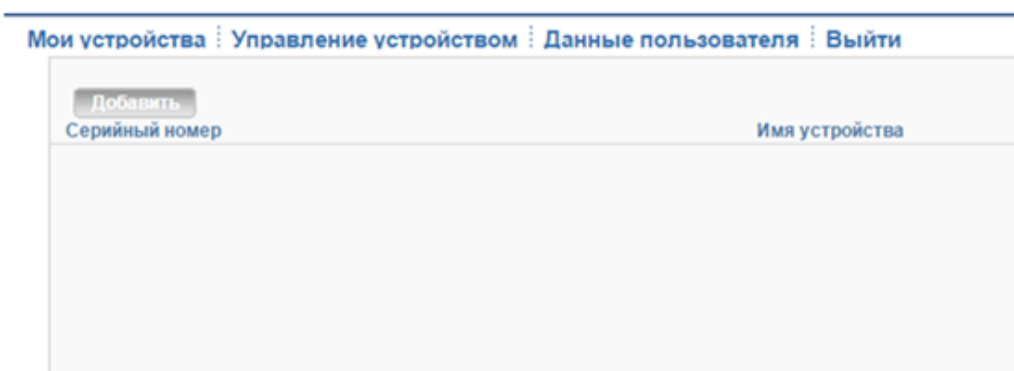 Мои устройства Управление устройством Данные пользователя Выйти
Добавить
Серийный номер Имя устройства